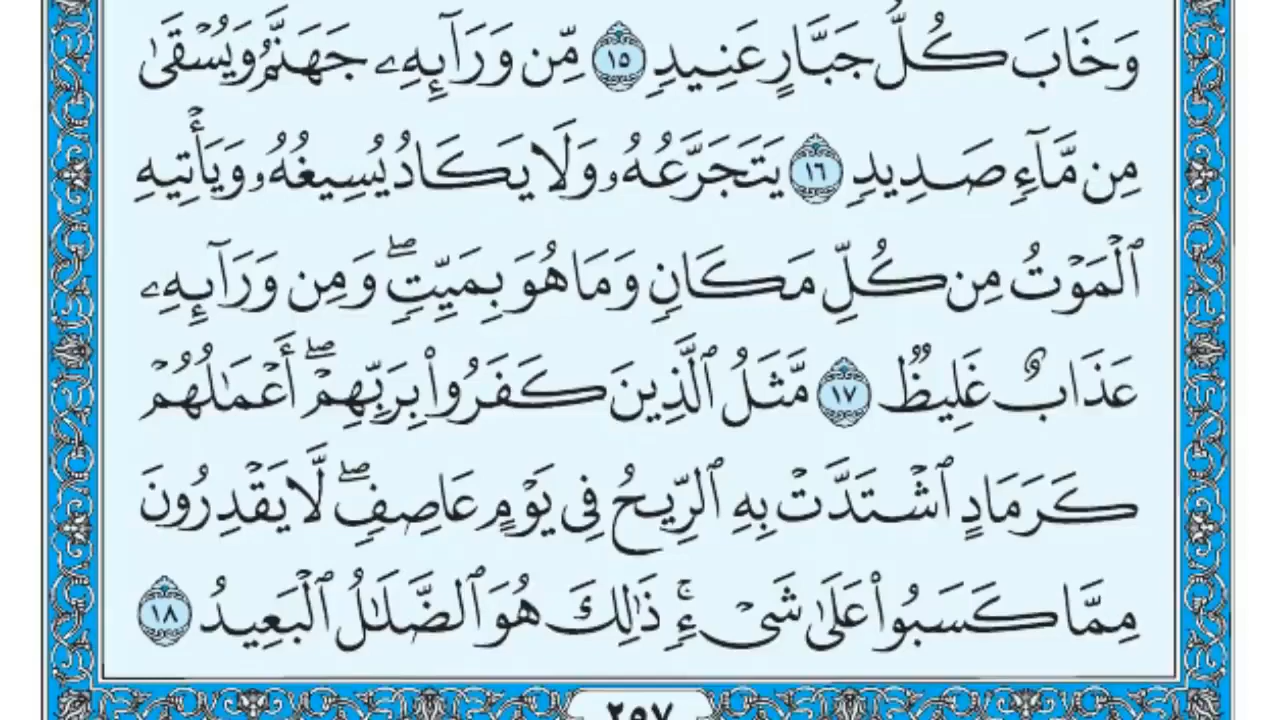 وَخَابَ كُلُّ جَبَّارٍ عَنِيدٍ ١٥ مِّن وَرَآئِهِۦ جَهَنَّمُ وَيُسْقَىٰ
مِن مَّآءٍ صَدِيدٍ ١٦ يَتَجَرَّعُهُۥ وَلَا يَكَادُ يُسِيغُهُۥ وَيَأْتِيهِ
ٱلْمَوْتُ مِن كُلِّ مَكَانٍ وَمَا هُوَ بِمَيِّتٍ ۖ وَمِن وَرَآئِهِۦ
عَذَابٌ غَلِيظٌ ١٧ مَّثَلُ ٱلَّذِينَ كَفَرُوا۟ بِرَبِّهِمْ ۖ أَعْمَـٰلُهُمْ
كَرَمَادٍ ٱشْتَدَّتْ بِهِ ٱلرِّيحُ فِى يَوْمٍ عَاصِفٍ ۖ لَّا يَقْدِرُونَ
مِمَّا كَسَبُوا۟ عَلَىٰ شَىْءٍ ۚ ذَٰلِكَ هُوَ ٱلضَّلَـٰلُ ٱلْبَعِيدُ ١٨
٢٥٧